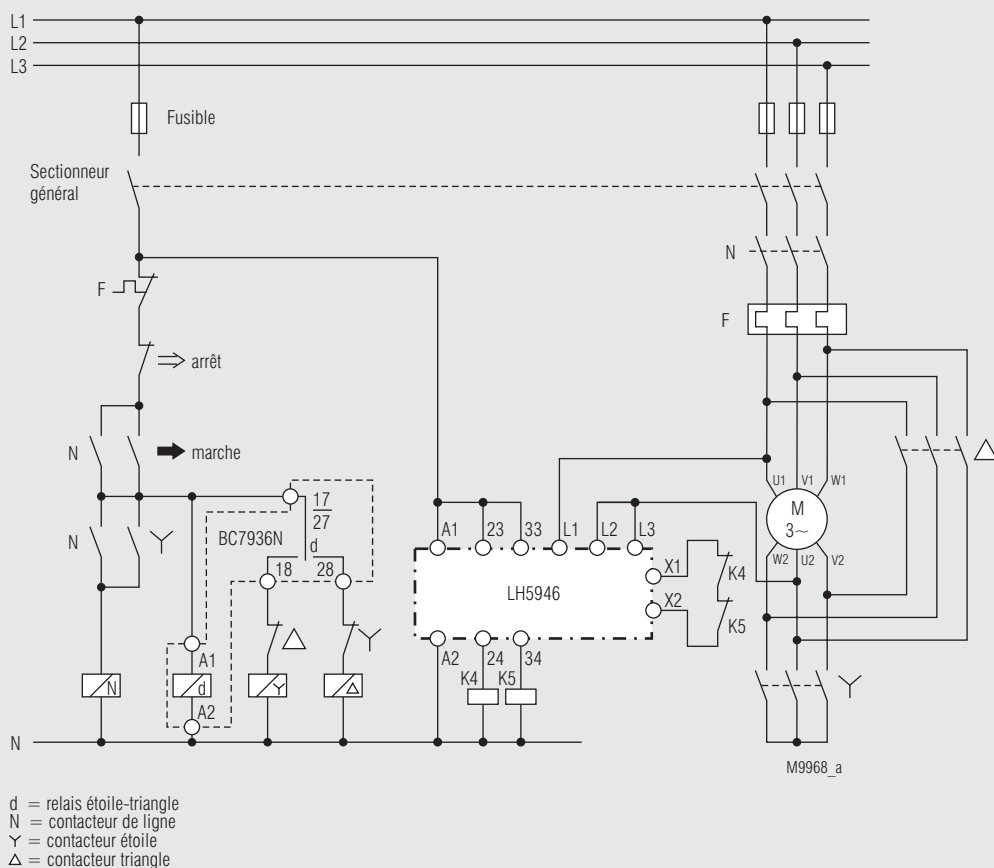 L1
L2
L3
Fusible
Sectionneur
général
N
F
F
arrêt
N
marche
U1 V1 W1
M
3~
W2 U2 V2
17
27
BC7936N
d
18 28
N
A1 23 33 L1 L2 L3
X1
K4
LH5946
X2
K5
A1
A2 24 34
K4 K5
N
d
A2
N
M9968_a
d = relais étoile-triangle
N = contacteur de ligne
Y = contacteur étoile
△ = contacteur triangle